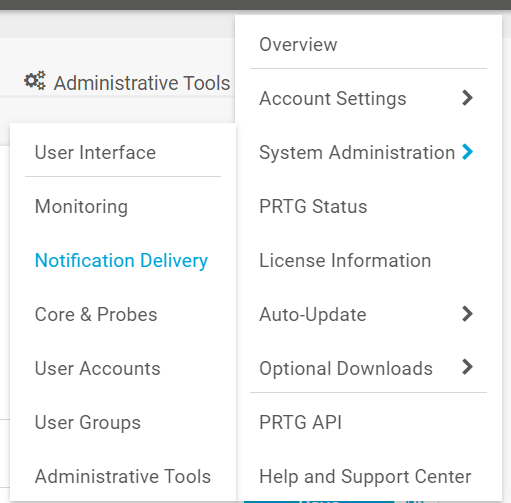 Administrative Tools
Overview
Account Settings
System Administration
PRTG Status
License Information
Auto-Update
Optional Downloads
PRTG API
Help and Support Center
User Interface
Monitoring
Notification Delivery
Core & Probes
User Accounts
User Groups
Administrative Tools